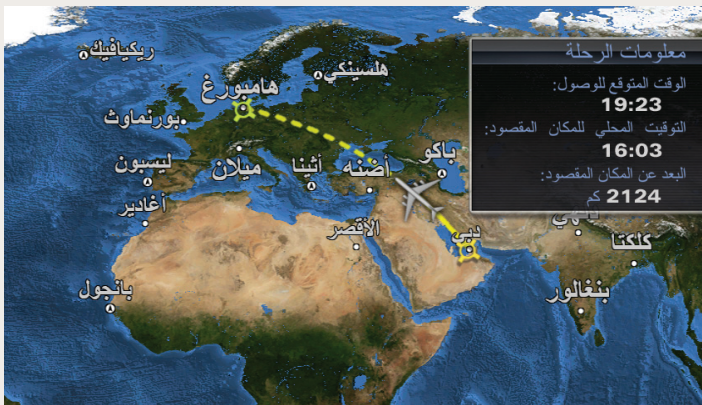 معلومات الرحلة
الوقت المتوقع للوصول:
19:23
التوقيت المحلي للمكان المقصود:
16:03
البعد عن المكان المقصود:
2124 كم
ريكيافيك
هلسينكي
هامبورغ
بورنماوث
ميلان
ليسبون
أثينا
أضنه
باكو
أغادير
الأقصر
دبي
كلكتا
بانجول
بنغالور